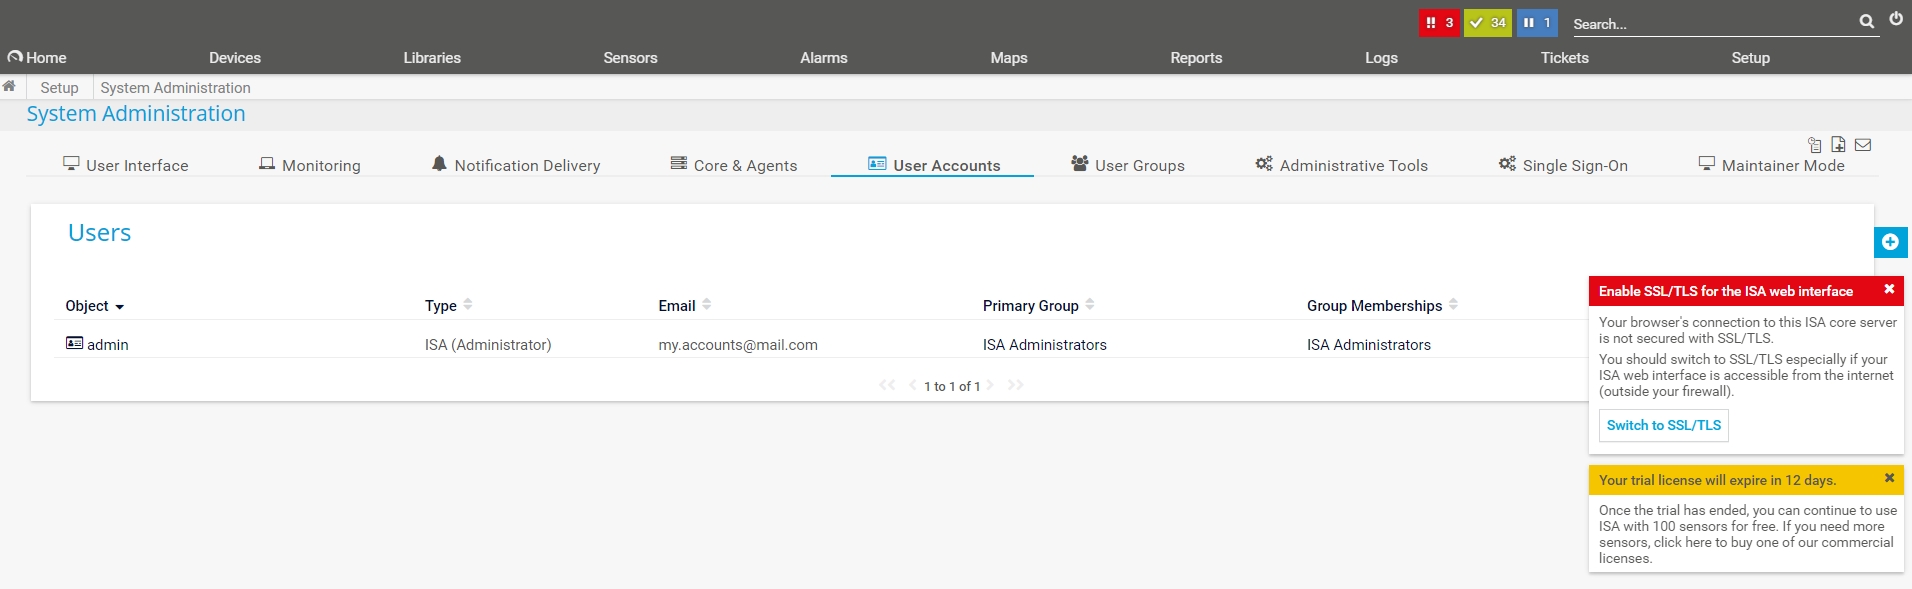 3 34 1 Search...
Home Devices Libraries Sensors Alarms Maps Reports Logs Tickets Setup
Setup System Administration
System Administration
User Interface Monitoring Notification Delivery Core & Agents User Accounts User Groups Administrative Tools Single Sign-On Maintainer Mode
Users
Object Type Email Primary Group Group Memberships
admin ISA (Administrator) my.accounts@mail.com ISA Administrators ISA Administrators
1 to 1 of 1
Enable SSL/TLS for the ISA web interface
Your browser's connection to this ISA core server
is not secured with SSL/TLS.
You should switch to SSL/TLS especially if your
ISA web interface is accessible from the internet
(outside your firewall).
Switch to SSL/TLS
Your trial license will expire in 12 days.
Once the trial has ended, you can continue to use
ISA with 100 sensors for free. If you need more
sensors, click here to buy one of our commercial
licenses.